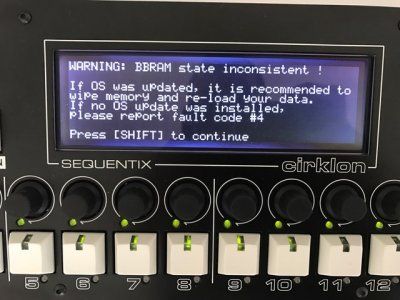 WARNING: BBRAM state inconsistent !
If OS was updated, it is recommended to
wipe memory and re-load your data.
If no OS update was installed,
please report fault code #4
Press [SHIFT] to continue
SEQUENTIX
cirklon
5
6
7
8
9
10
11
12